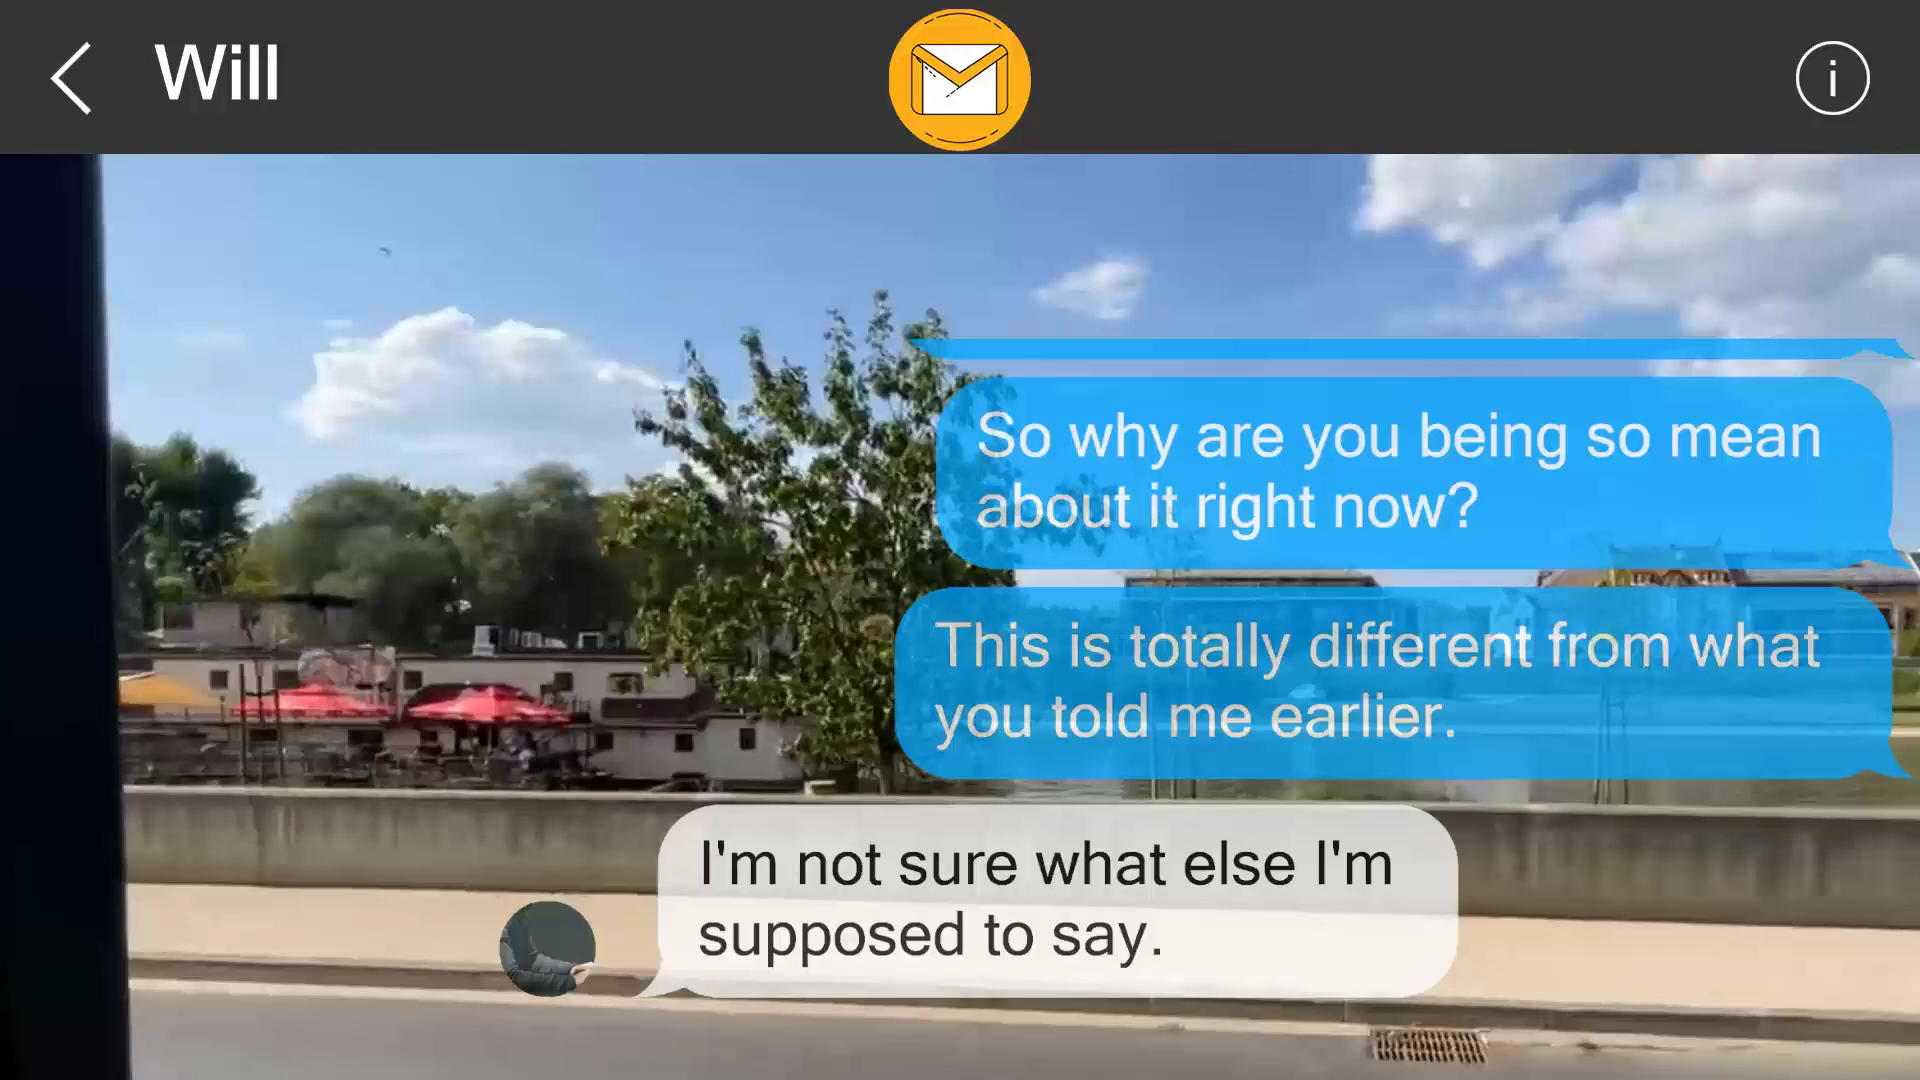 Will
So why are you being so mean
about it right now?
This is totally different from what
you told me earlier.
I'm not sure what else I'm
supposed to say.